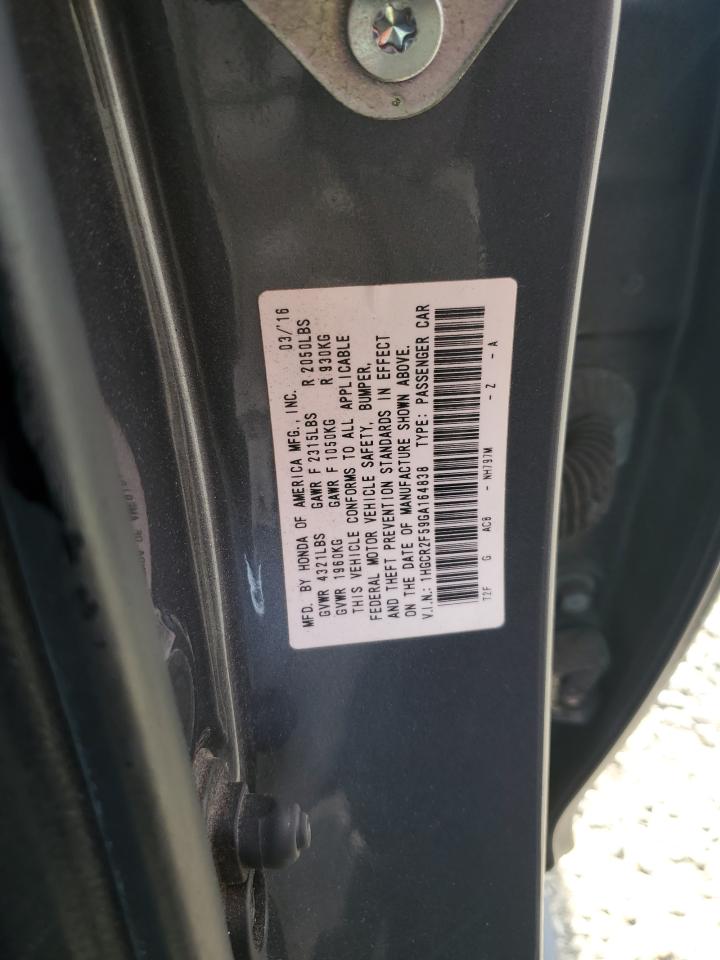 MFD. BY HONDA OF AMERICA MFG., INC. 03/'16
GVWR 4321LBS GAWR F 2315LBS R 2050LBS
GVWR 1960KG GAWR F 1050KG R 930KG
THIS VEHICLE CONFORMS TO ALL APPLICABLE
FEDERAL MOTOR VEHICLE SAFETY, BUMPER,
AND THEFT PREVENTION STANDARDS IN EFFECT
ON THE DATE OF MANUFACTURE SHOWN ABOVE.
V.I.N.: 1HGCR2F59GA164838 TYPE: PASSENGER CAR
T2F G AC8 - NH797M - Z - A